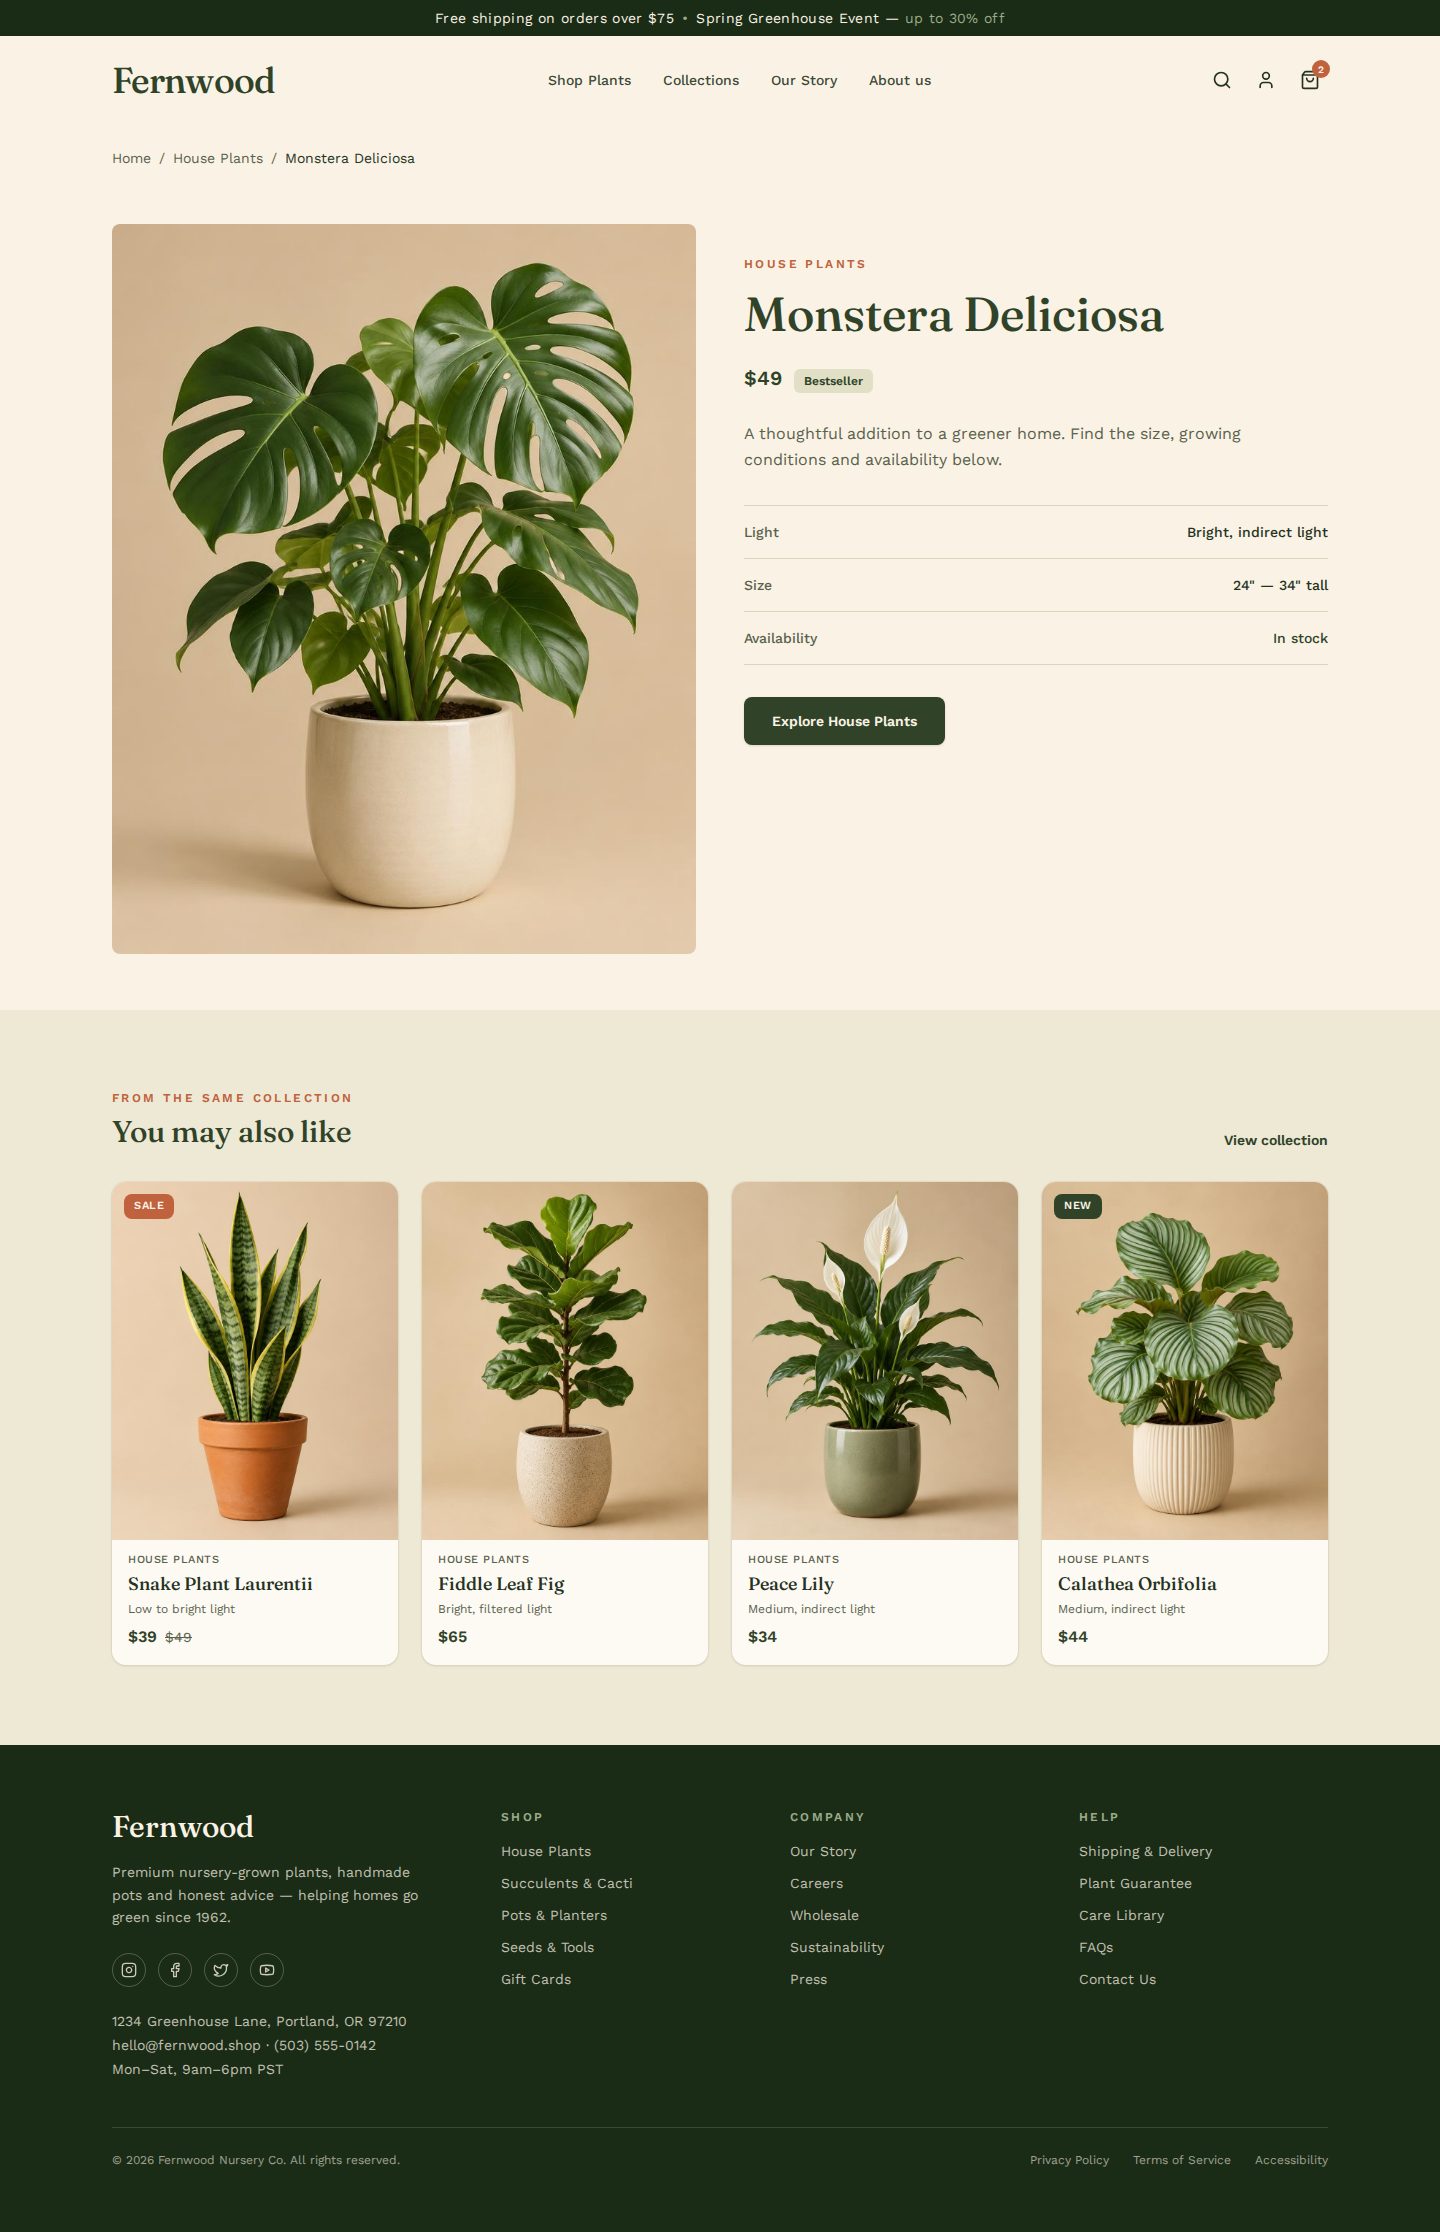 Free shipping on orders over $75 • Spring Greenhouse Event — up to 30% off
Fernwood
Shop Plants
Collections
Our Story
About us
2
Home / House Plants / Monstera Deliciosa
HOUSE PLANTS
Monstera Deliciosa
$49 Bestseller
A thoughtful addition to a greener home. Find the size, growing
conditions and availability below.
Light Bright, indirect light
Size 24" — 34" tall
Availability In stock
Explore House Plants
FROM THE SAME COLLECTION
You may also like
View collection
SALE
HOUSE PLANTS
Snake Plant Laurentii
Low to bright light
$39 $49
HOUSE PLANTS
Fiddle Leaf Fig
Bright, filtered light
$65
HOUSE PLANTS
Peace Lily
Medium, indirect light
$34
NEW
HOUSE PLANTS
Calathea Orbifolia
Medium, indirect light
$44
Fernwood
Premium nursery-grown plants, handmade
pots and honest advice — helping homes go
green since 1962.
1234 Greenhouse Lane, Portland, OR 97210
hello@fernwood.shop · (503) 555-0142
Mon–Sat, 9am–6pm PST
SHOP
House Plants
Succulents & Cacti
Pots & Planters
Seeds & Tools
Gift Cards
COMPANY
Our Story
Careers
Wholesale
Sustainability
Press
HELP
Shipping & Delivery
Plant Guarantee
Care Library
FAQs
Contact Us
© 2026 Fernwood Nursery Co. All rights reserved.
Privacy Policy
Terms of Service
Accessibility